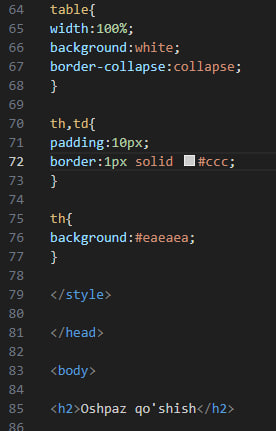 64 table{
65 width:100%;
66 background:white;
67 border-collapse:collapse;
68 }
69
70 th,td{
71 padding:10px;
72 border:1px solid #ccc;
73 }
74
75 th{
76 background:#eaeaea;
77 }
78
79 </style>
80
81 </head>
82
83 <body>
84
85 <h2>Oshpaz qo'shish</h2>
86